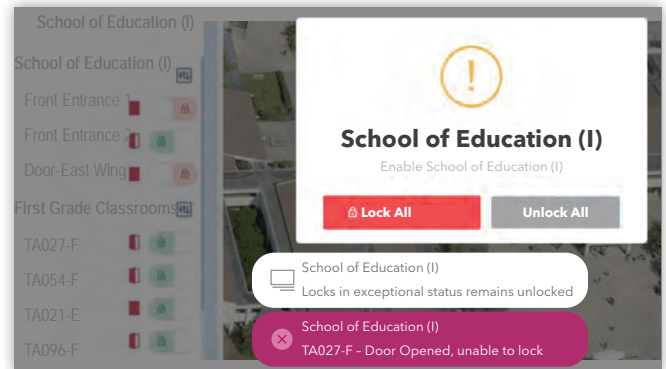 School of Education (I)
School of Education (I)
Front Entrance 1
Front Entrance 2
Door-East Wing
First Grade Classrooms
TA027-F
TA054-F
TA021-E
TA096-F
School of Education (I)
Enable School of Education (I)
Lock All
Unlock All
School of Education (I)
Locks in exceptional status remains unlocked
School of Education (I)
TA027-F – Door Opened, unable to lock